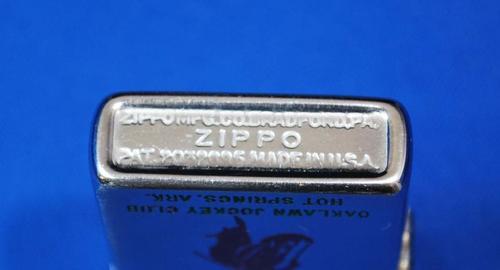 ZIPPO MFG. CO. BRADFORD, PA.
ZIPPO
PAT. 2032695 MADE IN U.S.A.
OAKLAWN JOCKEY CLUB
HOT SPRINGS, ARK.